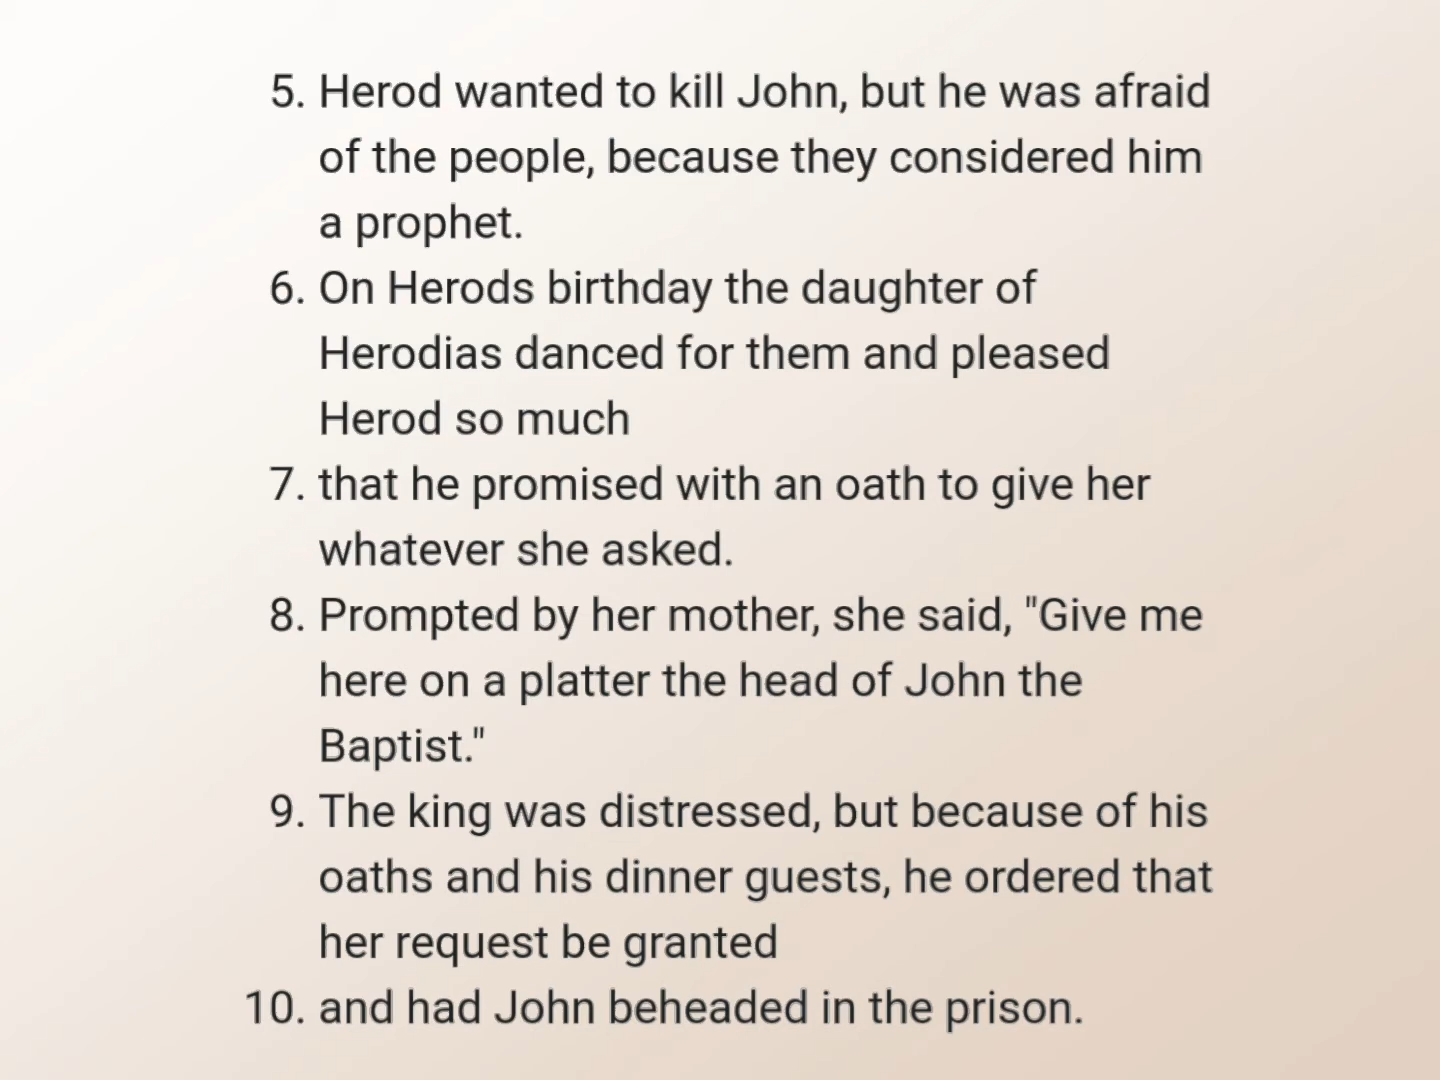 5. Herod wanted to kill John, but he was afraid
of the people, because they considered him
a prophet.
6. On Herods birthday the daughter of
Herodias danced for them and pleased
Herod so much
7. that he promised with an oath to give her
whatever she asked.
8. Prompted by her mother, she said, "Give me
here on a platter the head of John the
Baptist."
9. The king was distressed, but because of his
oaths and his dinner guests, he ordered that
her request be granted
10. and had John beheaded in the prison.